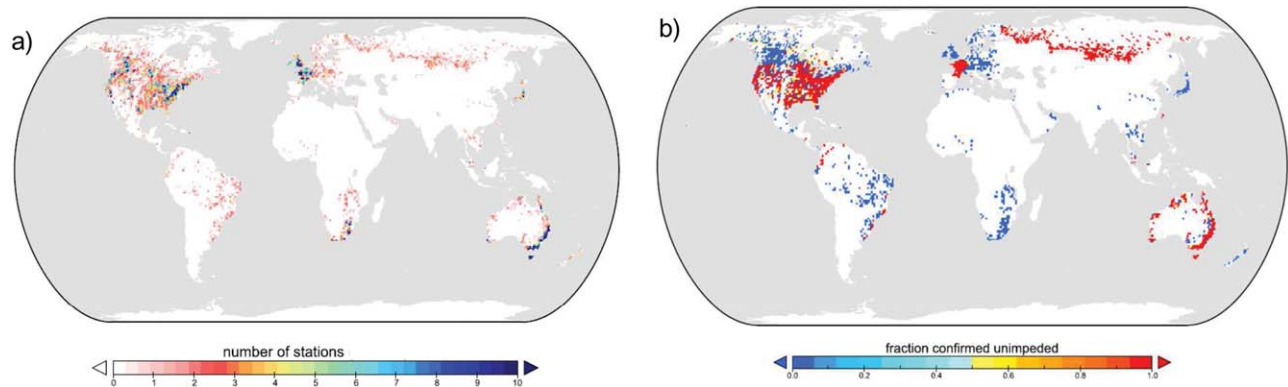 a)
number of stations
0 1 2 3 4 5 6 7 8 9 10
b)
fraction confirmed unimpeded
0.0 0.2 0.4 0.6 0.8 1.0